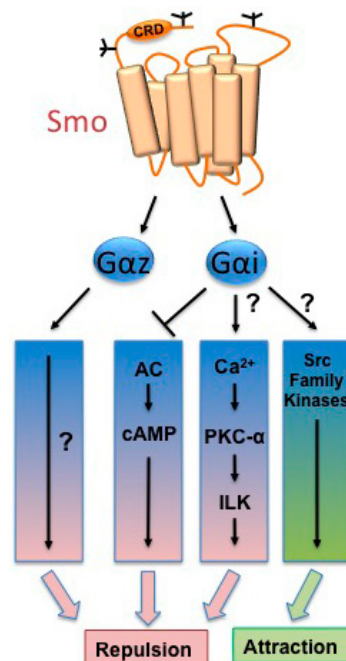 CRD
Smo
Gαz
Gαi
?
?
?
AC
cAMP
Ca²⁺
PKC-α
ILK
Src
Family
Kinases
Repulsion
Attraction